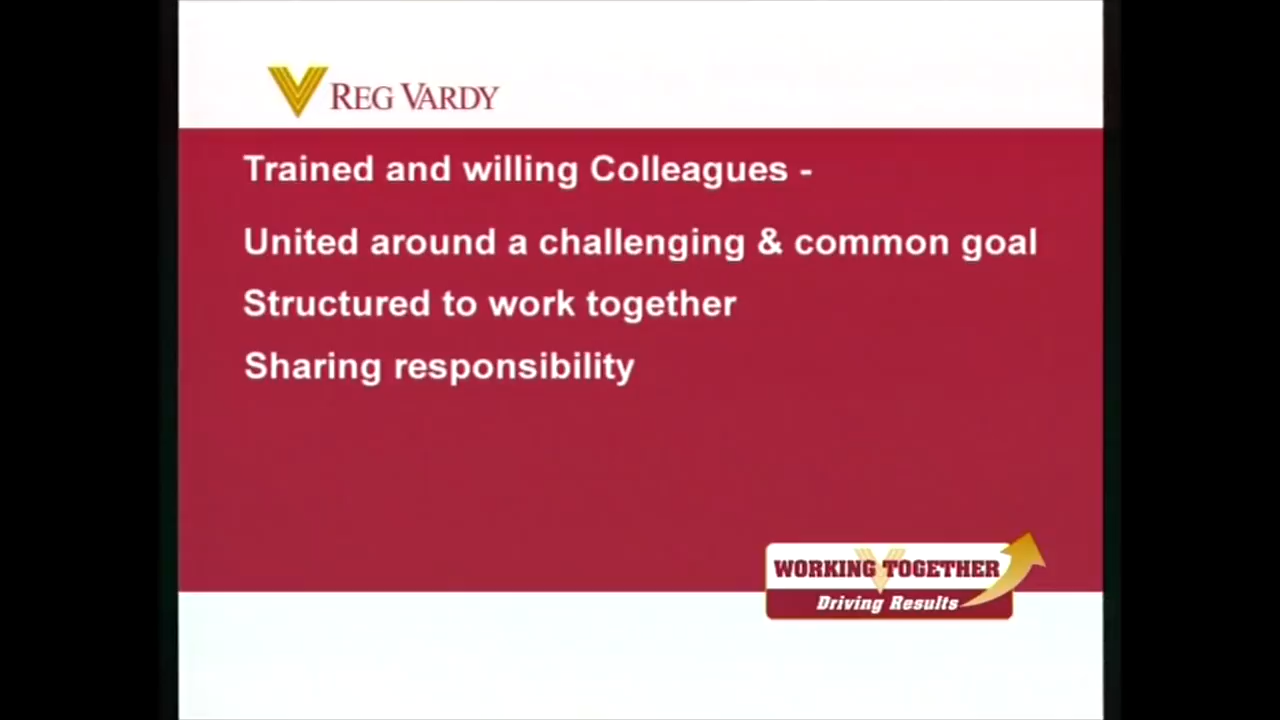 REG VARDY
Trained and willing Colleagues -
United around a challenging & common goal
Structured to work together
Sharing responsibility
WORKING TOGETHER
Driving Results